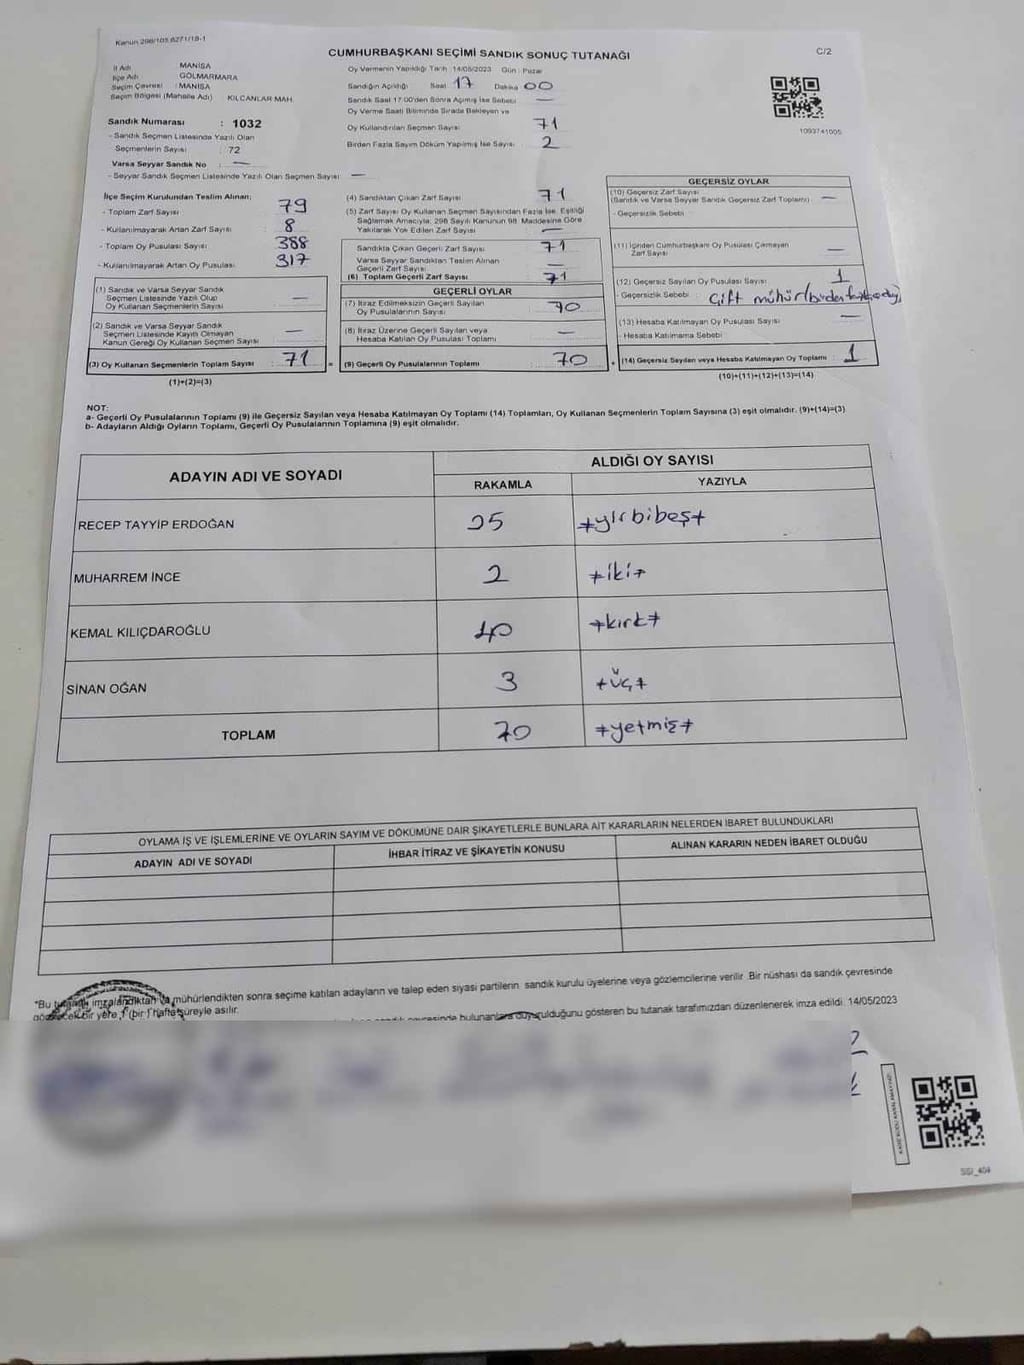 Kanun 298/105.6271/18-1
CUMHURBAŞKANI SEÇİMİ SANDIK SONUÇ TUTANAĞI
C/2
İl Adı MANİSA
İlçe Adı GÖLMARMARA
Seçim Çevresi : MANİSA
Seçim Bölgesi (Mahalle Adı) KILCANLAR MAH.
Sandık Numarası : 1032
- Sandık Seçmen Listesinde Yazılı Olan
Seçmenlerin Sayısı : 72
Varsa Seyyar Sandık No : —
- Seyyar Sandık Seçmen Listesinde Yazılı Olan Seçmen Sayısı —
Oy Vermenin Yapıldığı Tarih 14/05/2023 Gün : Pazar
Sandığın Açıldığı Saat 17 Dakika 00
Sandık Saat 17:00'den Sonra Açılmış İse Sebebi —
Oy Verme Saati Bitiminde Sırada Bekleyen ve
Oy Kullandırılan Seçmen Sayısı 71
Birden Fazla Sayım Döküm Yapılmış İse Sayısı 2
1093741005
İlçe Seçim Kurulundan Teslim Alınan;
- Toplam Zarf Sayısı : 79
- Kullanılmayarak Artan Zarf Sayısı : 8
- Toplam Oy Pusulası Sayısı : 388
- Kullanılmayarak Artan Oy Pusulası : 317
(1) Sandık ve Varsa Seyyar Sandık
Seçmen Listesinde Yazılı Olup
Oy Kullanan Seçmenlerin Sayısı —
(2) Sandık ve Varsa Seyyar Sandık
Seçmen Listesinde Kayıtlı Olmayan
Kanun Gereği Oy Kullanan Seçmen Sayısı —
(3) Oy Kullanan Seçmenlerin Toplam Sayısı : 71
(1)+(2)=(3)
(4) Sandıktan Çıkan Zarf Sayısı 71
(5) Zarf Sayısı Oy Kullanan Seçmen Sayısından Fazla İse, Eşitliği
Sağlamak Amacıyla, 298 Sayılı Kanunun 98. Maddesine Göre
Yakılarak Yok Edilen Zarf Sayısı —
Sandıkta Çıkan Geçerli Zarf Sayısı 71
Varsa Seyyar Sandıktan Teslim Alınan
Geçerli Zarf Sayısı —
(6) Toplam Geçerli Zarf Sayısı 71
GEÇERLİ OYLAR
(7) İtiraz Edilmeksizin Geçerli Sayılan
Oy Pusulalarının Sayısı 70
(8) İtiraz Üzerine Geçerli Sayılan veya
Hesaba Katılan Oy Pusulası Toplamı —
= (9) Geçerli Oy Pusulalarının Toplamı 70
GEÇERSİZ OYLAR
(10) Geçersiz Zarf Sayısı
(Sandık ve Varsa Seyyar Sandık Geçersiz Zarf Toplamı) —
- Geçersizlik Sebebi :
(11) İçinden Cumhurbaşkanı Oy Pusulası Çıkmayan
Zarf Sayısı —
(12) Geçersiz Sayılan Oy Pusulası Sayısı : 1
- Geçersizlik Sebebi : Çift mühür
(13) Hesaba Katılmayan Oy Pusulası Sayısı —
- Hesaba Katılmama Sebebi :
+ (14) Geçersiz Sayılan veya Hesaba Katılmayan Oy Toplamı 1
(10)+(11)+(12)+(13)=(14)
NOT:
a- Geçerli Oy Pusulalarının Toplamı (9) ile Geçersiz Sayılan veya Hesaba Katılmayan Oy Toplamı (14) Toplamları, Oy Kullanan Seçmenlerin Toplam Sayısına (3) eşit olmalıdır. (9)+(14)=(3)
b- Adayların Aldığı Oyların Toplamı, Geçerli Oy Pusulalarının Toplamına (9) eşit olmalıdır.
ADAYIN ADI VE SOYADI
ALDIĞI OY SAYISI
RAKAMLA YAZIYLA
RECEP TAYYİP ERDOĞAN 25 +yirbibeş+
MUHARREM İNCE 2 +iki+
KEMAL KILIÇDAROĞLU 40 +kırk+
SİNAN OĞAN 3 +üç+
TOPLAM 70 +yetmiş+
OYLAMA İŞ VE İŞLEMLERİNE VE OYLARIN SAYIM VE DÖKÜMÜNE DAİR ŞİKAYETLERLE BUNLARA AİT KARARLARIN NELERDEN İBARET BULUNDUKLARI
ADAYIN ADI VE SOYADI İHBAR İTİRAZ VE ŞİKAYETİN KONUSU ALINAN KARARIN NEDEN İBARET OLDUĞU
"Bu tutanak imzalandıktan ve mühürlendikten sonra seçime katılan adayların ve talep eden siyasi partilerin sandık kurulu üyelerine veya gözlemcilerine verilir. Bir nüshası da sandık çevresinde
bir yere 1 (bir) hafta süreyle asılır.
bulunanlara duyurulduğunu gösteren bu tutanak tarafımızdan düzenlenerek imza edildi. 14/05/2023
SSI_404